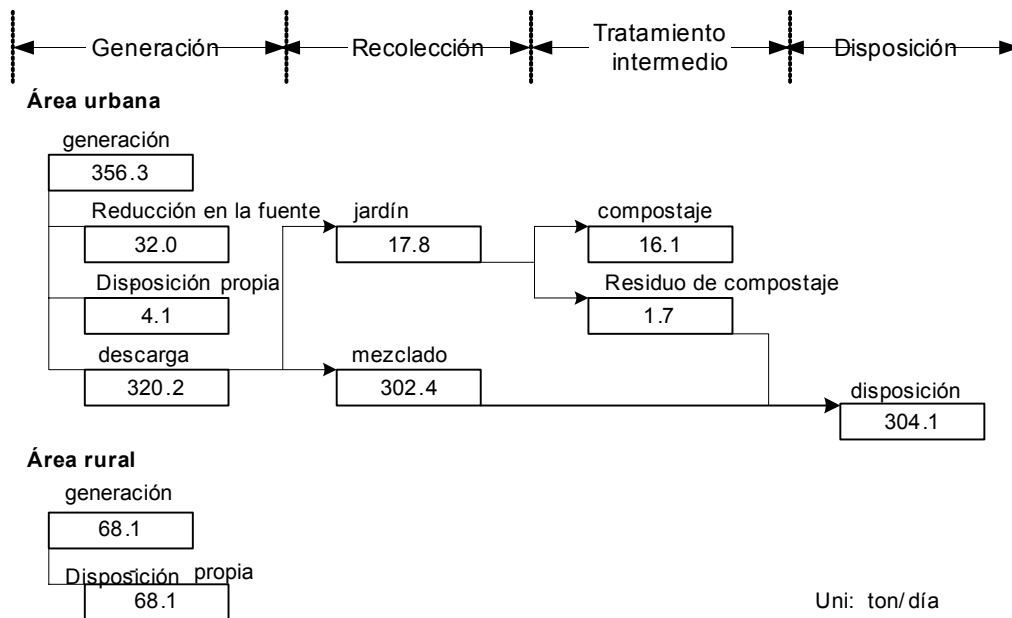 Generación
Recolección
Tratamiento
intermedio
Disposición
Área urbana
generación
356.3
Reducción en la fuente
32.0
jardín
17.8
compostaje
16.1
Disposición propia
4.1
Residuo de compostaje
1.7
descarga
320.2
mezclado
302.4
disposición
304.1
Área rural
generación
68.1
Disposición propia
68.1
Uni: ton/día